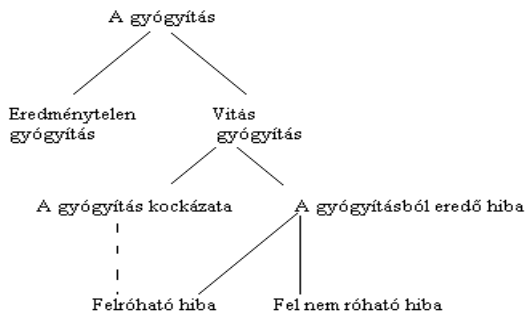 A gyógyítás
Eredménytelen
gyógyítás
Vitás
gyógyítás
A gyógyítás kockázata
A gyógyításból eredő hiba
Felróható hiba
Fel nem róható hiba